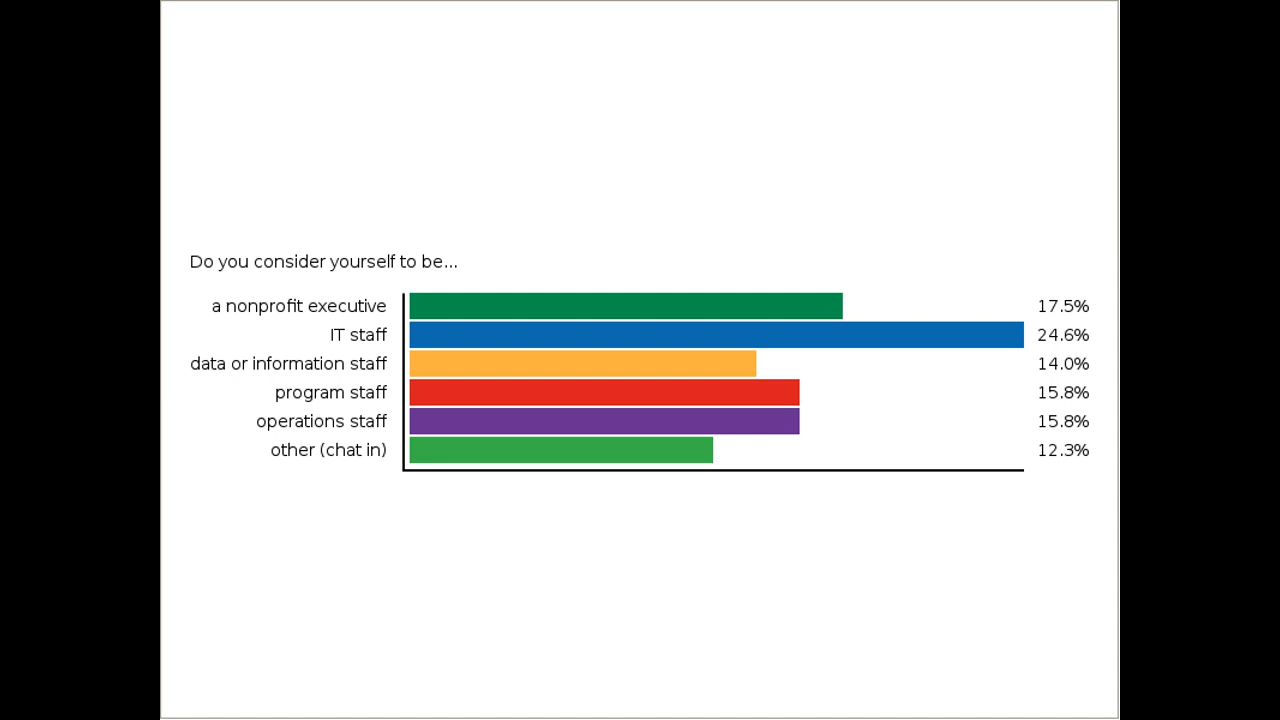 Do you consider yourself to be...
a nonprofit executive 17.5%
IT staff 24.6%
data or information staff 14.0%
program staff 15.8%
operations staff 15.8%
other (chat in) 12.3%